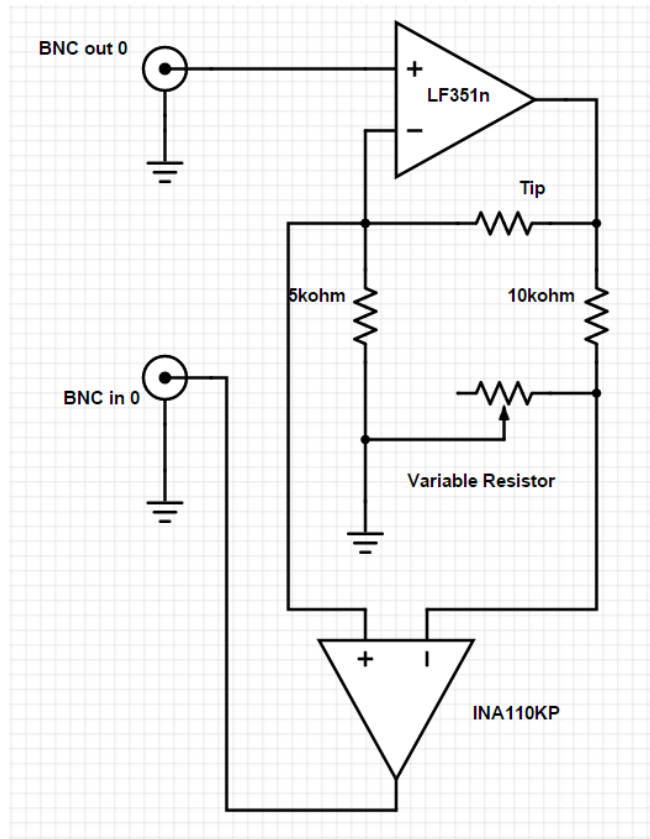 BNC out 0
+
LF351n
−
Tip
5kohm
10kohm
BNC in 0
Variable Resistor
+
−
INA110KP